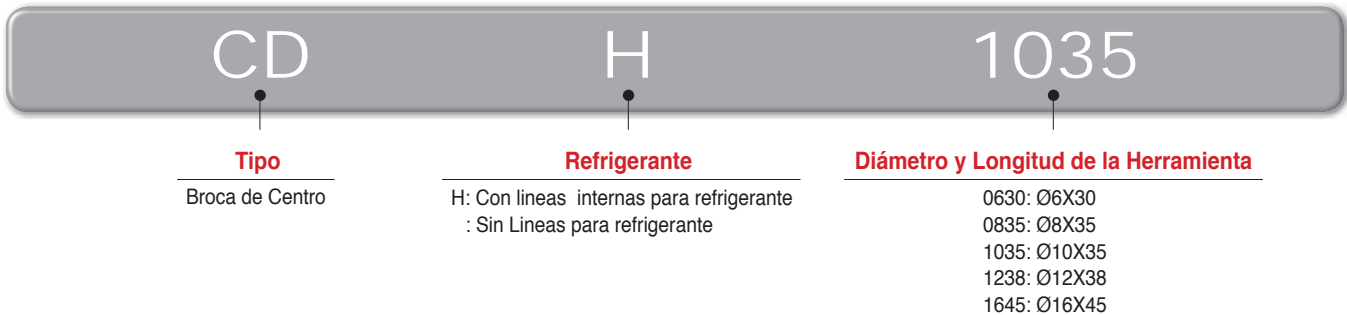 CD H 1035
Tipo Refrigerante Diámetro y Longitud de la Herramienta
Broca de Centro H: Con lineas internas para refrigerante 0630: Ø6X30
: Sin Lineas para refrigerante 0835: Ø8X35
1035: Ø10X35
1238: Ø12X38
1645: Ø16X45